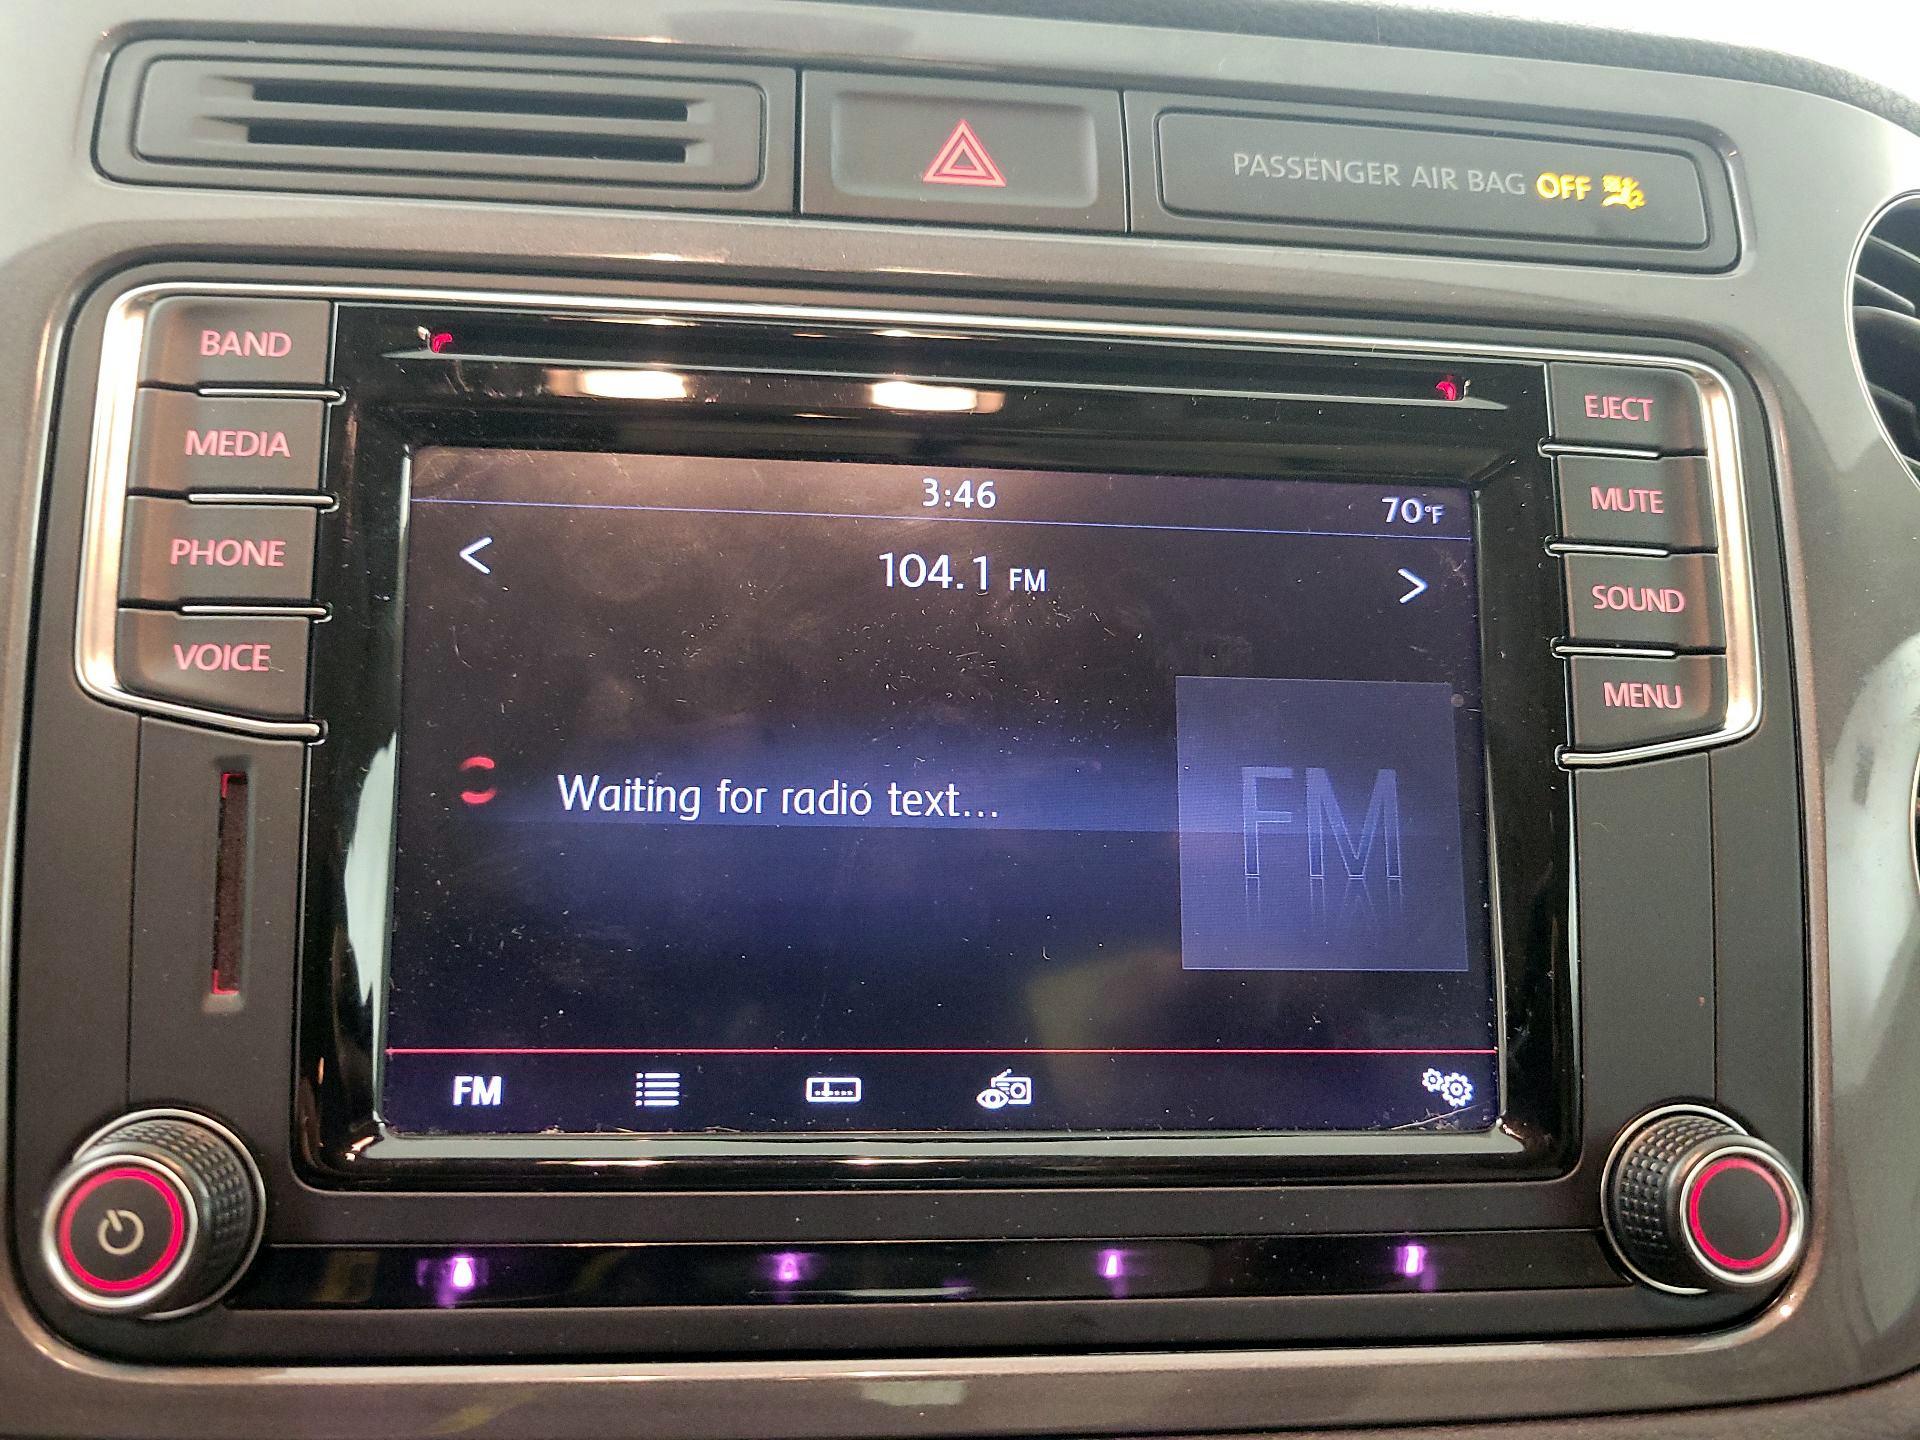 PASSENGER AIR BAG OFF
BAND
MEDIA
PHONE
VOICE
EJECT
MUTE
SOUND
MENU
3:46
70°F
<
104.1 FM
>
Waiting for radio text...
FM
FM